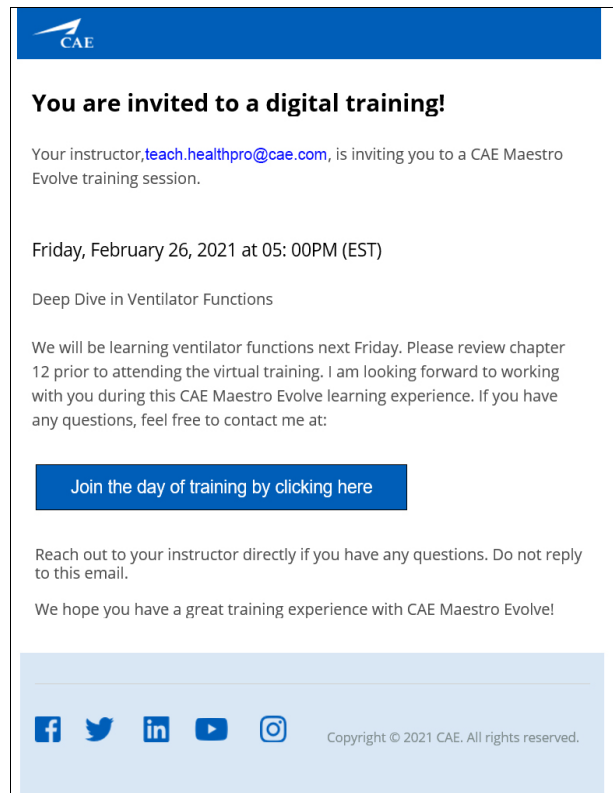 CAE
You are invited to a digital training!
Your instructor,teach.healthpro@cae.com, is inviting you to a CAE Maestro
Evolve training session.
Friday, February 26, 2021 at 05: 00PM (EST)
Deep Dive in Ventilator Functions
We will be learning ventilator functions next Friday. Please review chapter
12 prior to attending the virtual training. I am looking forward to working
with you during this CAE Maestro Evolve learning experience. If you have
any questions, feel free to contact me at:
Join the day of training by clicking here
Reach out to your instructor directly if you have any questions. Do not reply
to this email.
We hope you have a great training experience with CAE Maestro Evolve!
Copyright © 2021 CAE. All rights reserved.